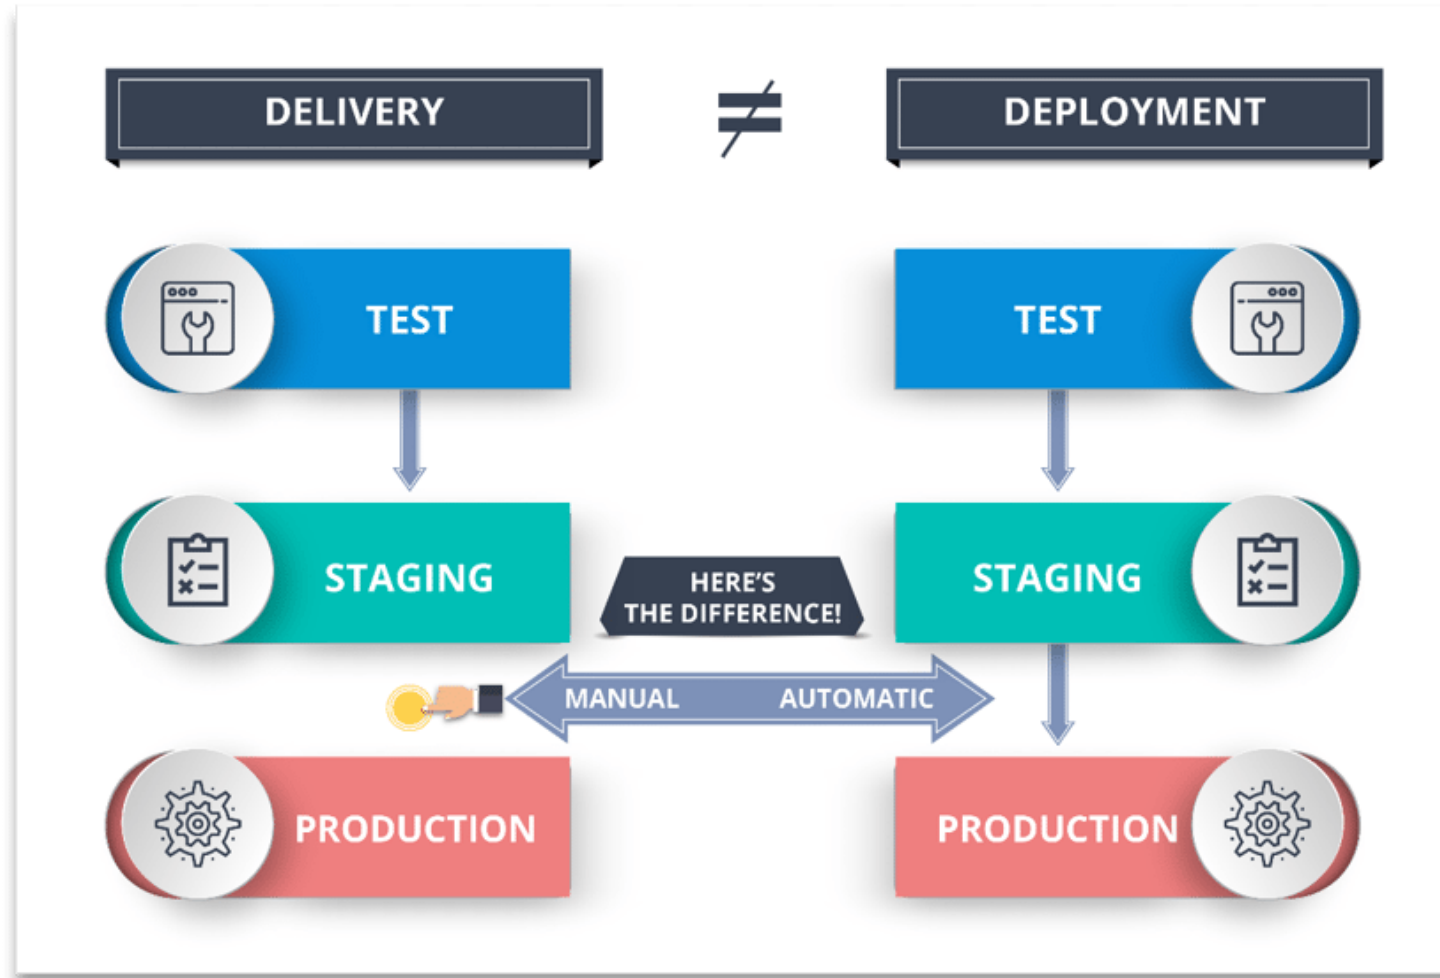 DELIVERY
DEPLOYMENT
TEST
TEST
STAGING
HERE'S
THE DIFFERENCE!
STAGING
MANUAL
AUTOMATIC
PRODUCTION
PRODUCTION